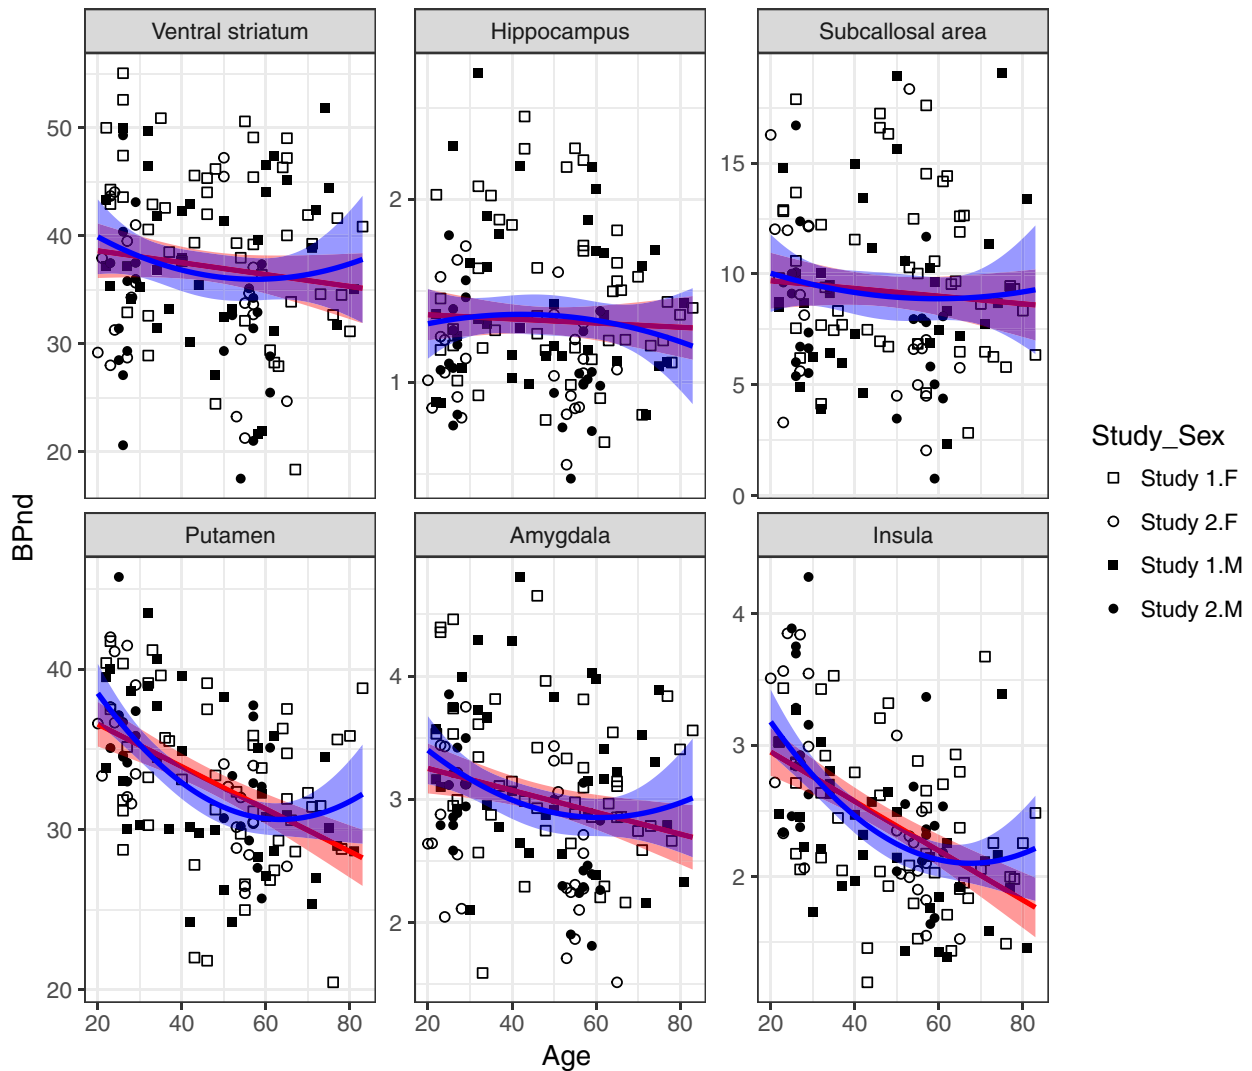 Ventral striatum
Hippocampus
Subcallosal area
50
40
30
20
2
1
15
10
5
0
BPnd
Putamen
Amygdala
Insula
40
30
20
4
3
2
4
3
2
20 40 60 80
20 40 60 80
20 40 60 80
Age
Study_Sex
Study 1.F
Study 2.F
Study 1.M
Study 2.M